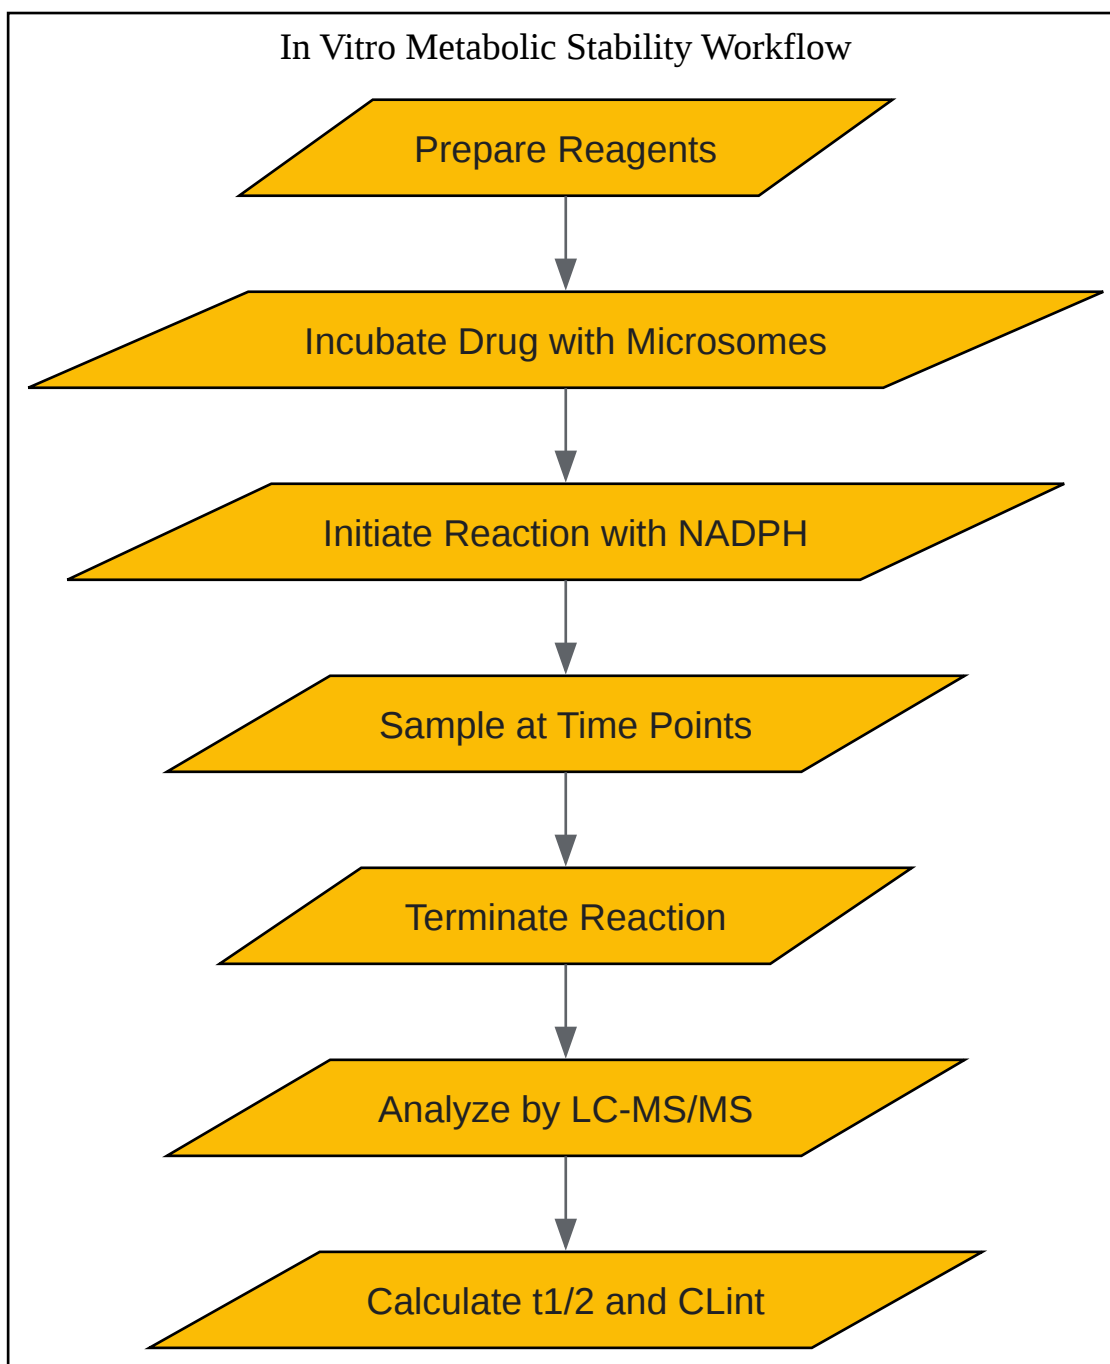 In Vitro Metabolic Stability Workflow
Prepare Reagents
Incubate Drug with Microsomes
Initiate Reaction with NADPH
Sample at Time Points
Terminate Reaction
Analyze by LC-MS/MS
Calculate t1/2 and CLint